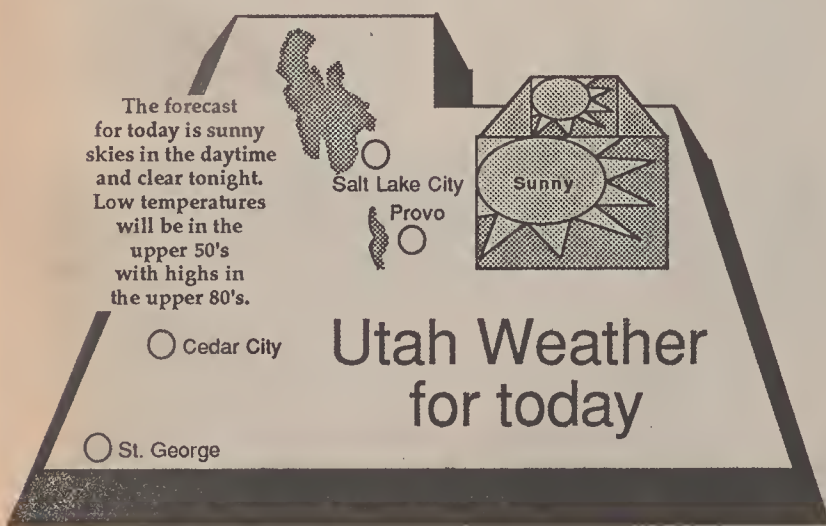 The forecast
for today is sunny
skies in the daytime
and clear tonight.
Low temperatures
will be in the
upper 50's
with highs in
the upper 80's.
Salt Lake City
Sunny
Provo
Cedar City
Utah Weather
for today
St. George